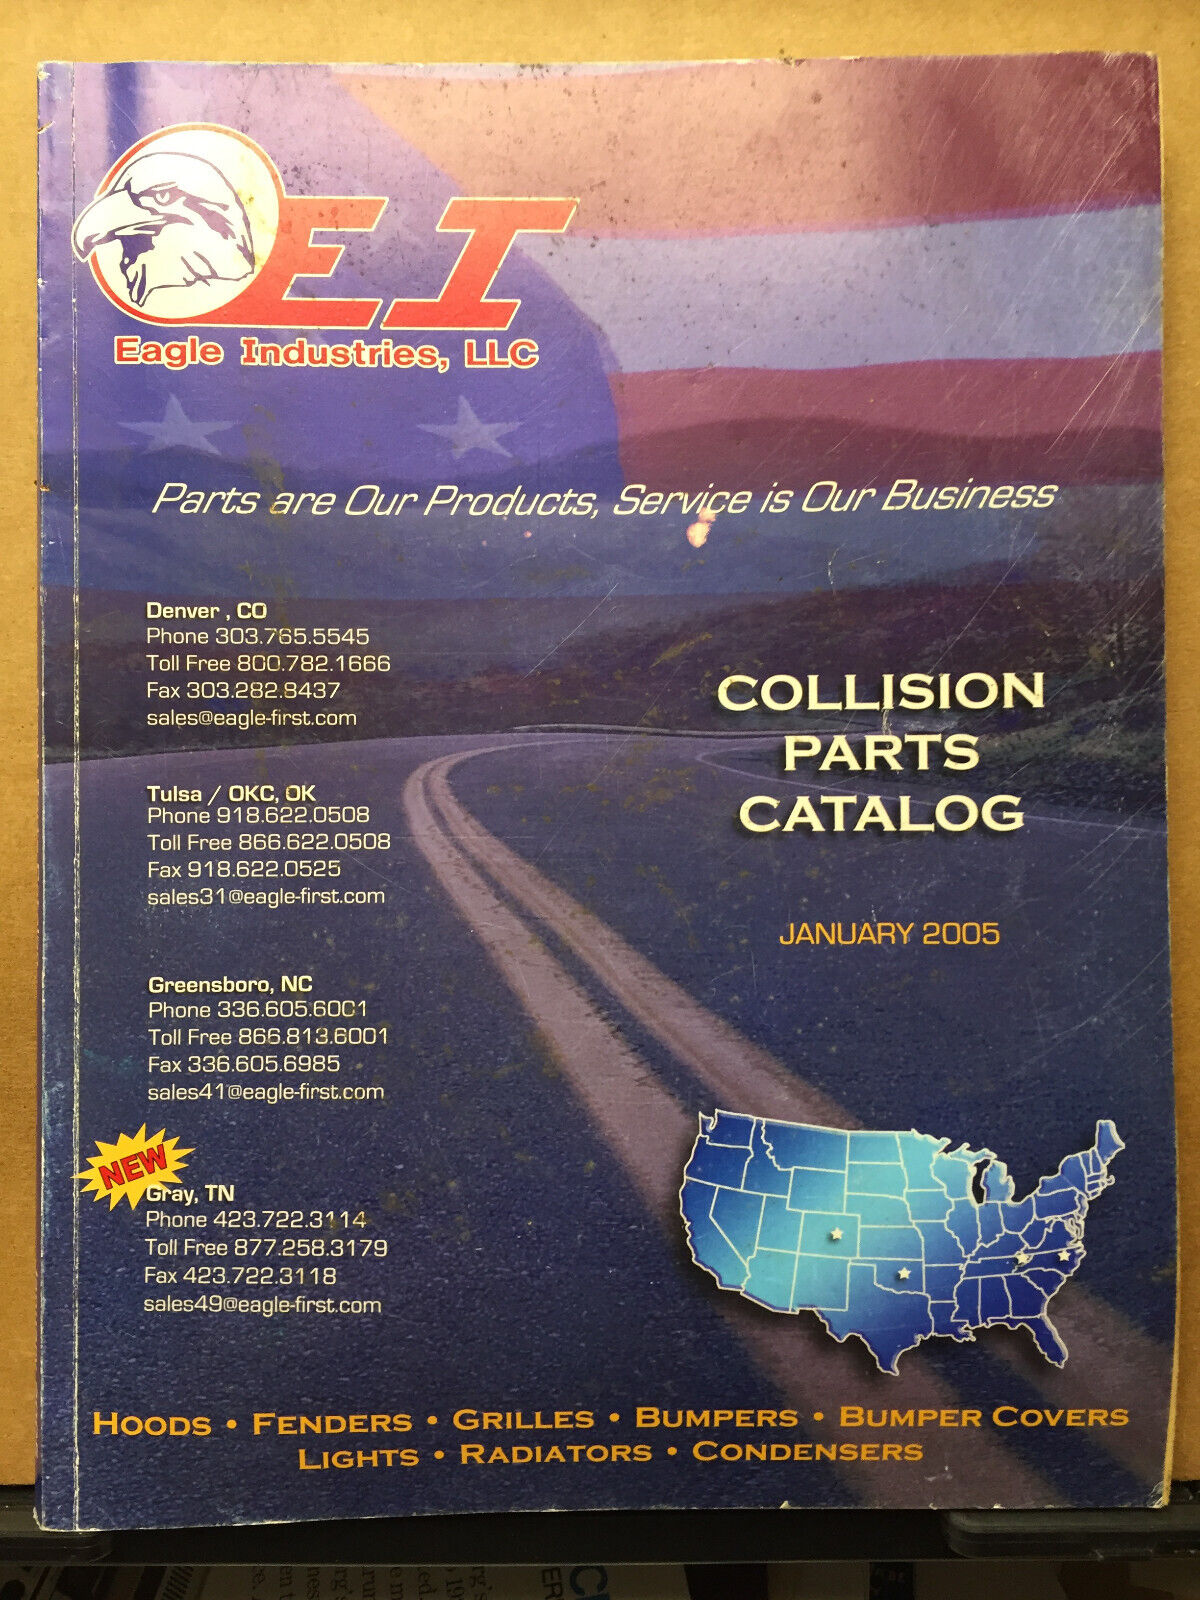 EI
Eagle Industries, LLC
Parts are Our Products, Service is Our Business
Denver , CO
Phone 303.765.5545
Toll Free 800.782.1666
Fax 303.282.8437
sales@eagle-first.com
COLLISION
PARTS
CATALOG
Tulsa / OKC, OK
Phone 918.622.0508
Toll Free 866.622.0508
Fax 918.622.0525
sales31@eagle-first.com
JANUARY 2005
Greensboro, NC
Phone 336.605.6001
Toll Free 866.813.6001
Fax 336.605.6985
sales41@eagle-first.com
NEW
Gray, TN
Phone 423.722.3114
Toll Free 877.258.3179
Fax 423.722.3118
sales49@eagle-first.com
HOODS • FENDERS • GRILLES • BUMPERS • BUMPER COVERS
LIGHTS • RADIATORS • CONDENSERS